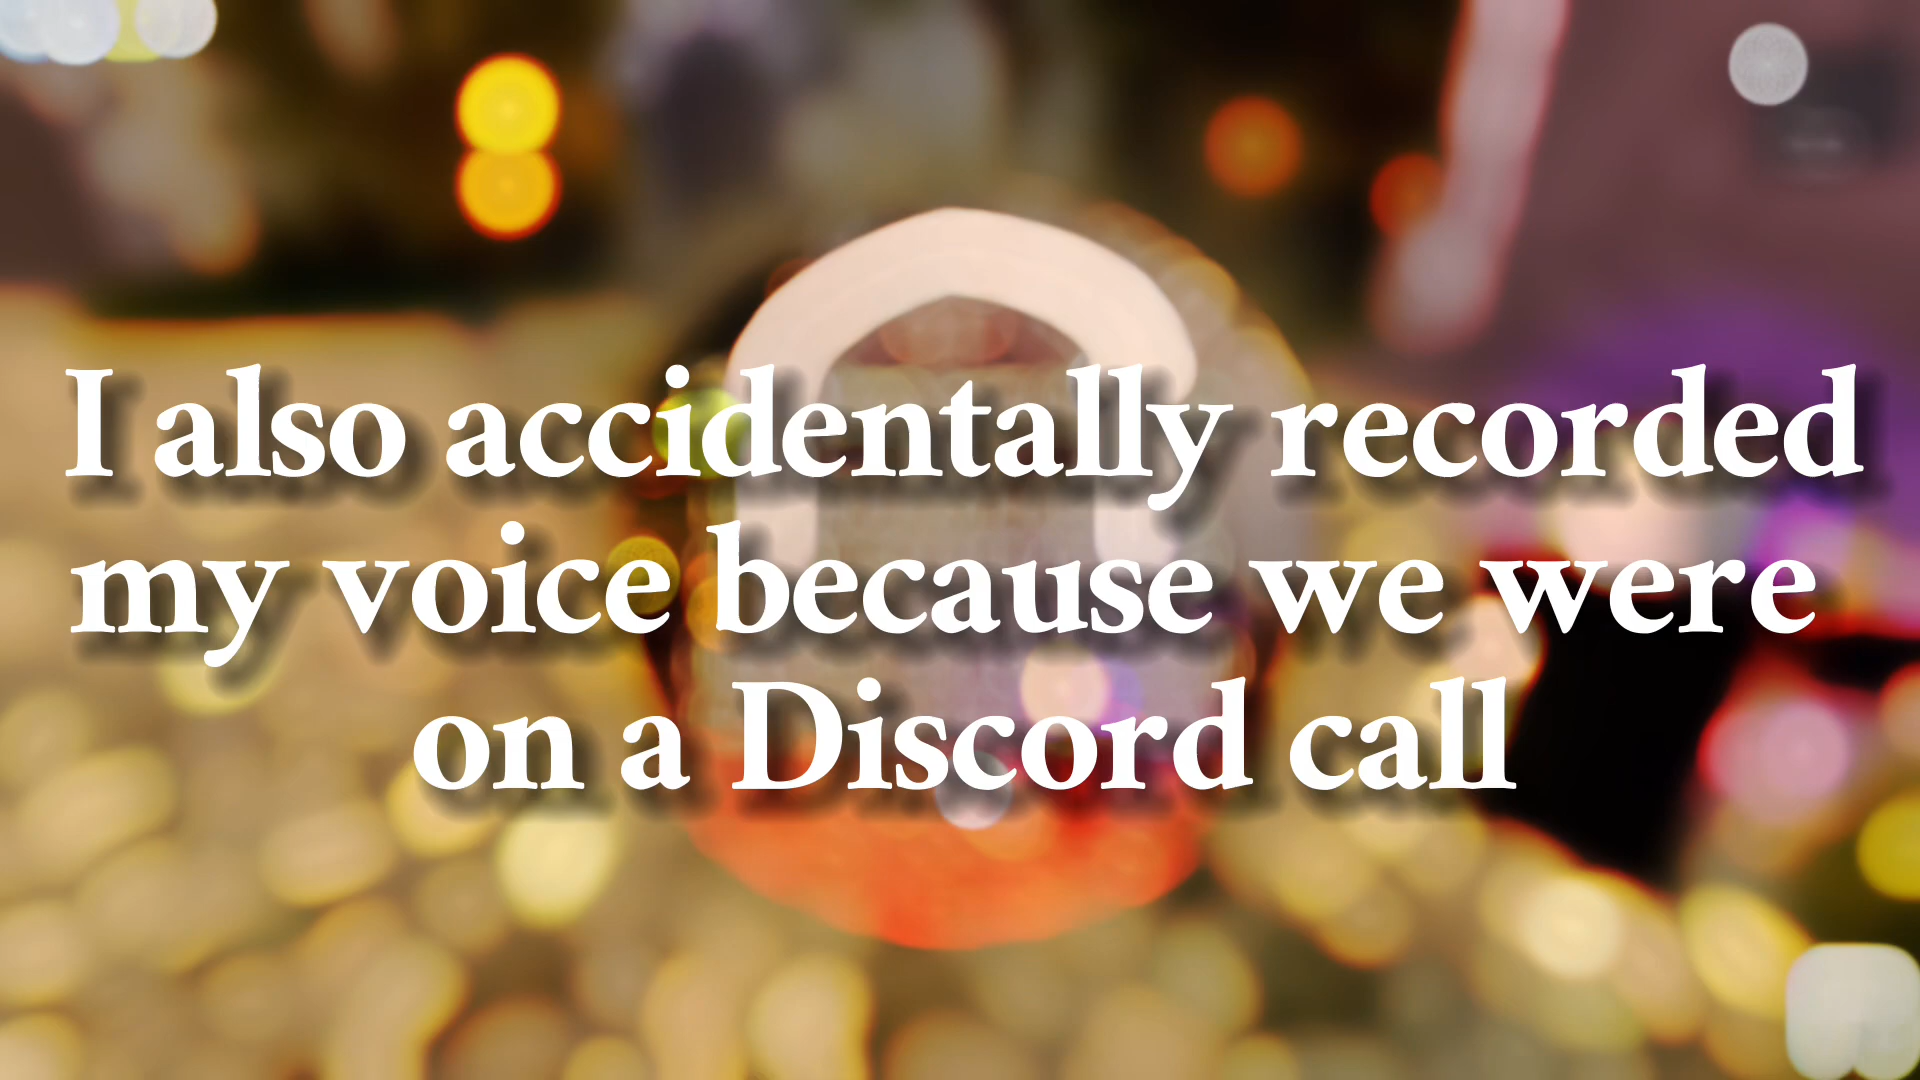 I also accidentally recorded
my voice because we were
on a Discord call